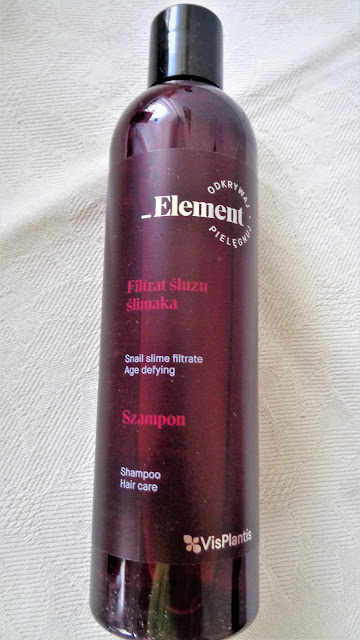 ODKRYWAJ •
PIELĘGNUJ
_Element
Filtrat śluzu
ślimaka
Snail slime filtrate
Age defying
Szampon
Shampoo
Hair care
VisPlantis